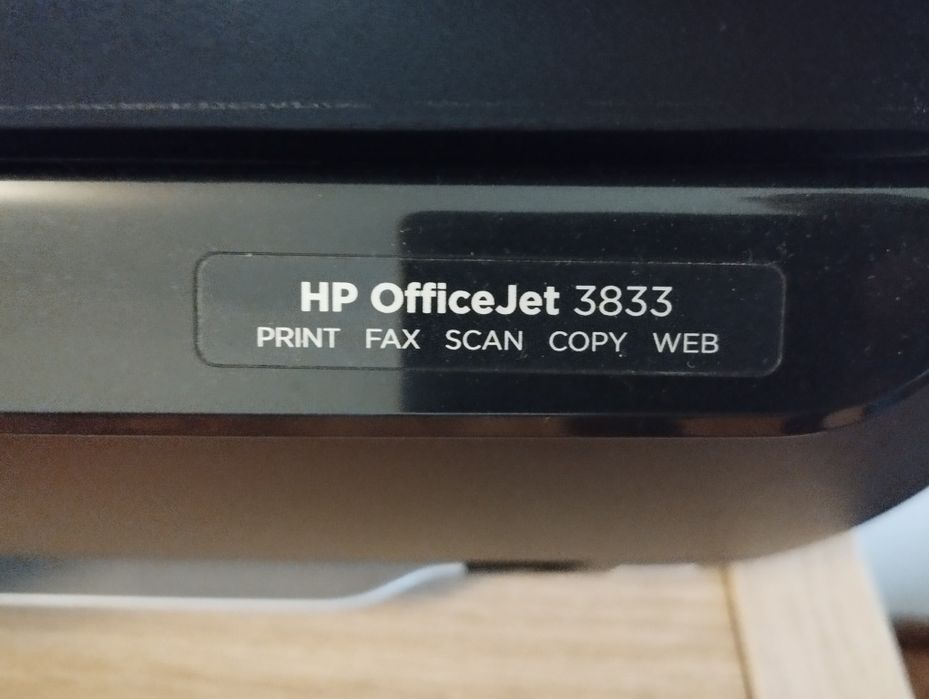 HP OfficeJet 3833
PRINT FAX SCAN COPY WEB